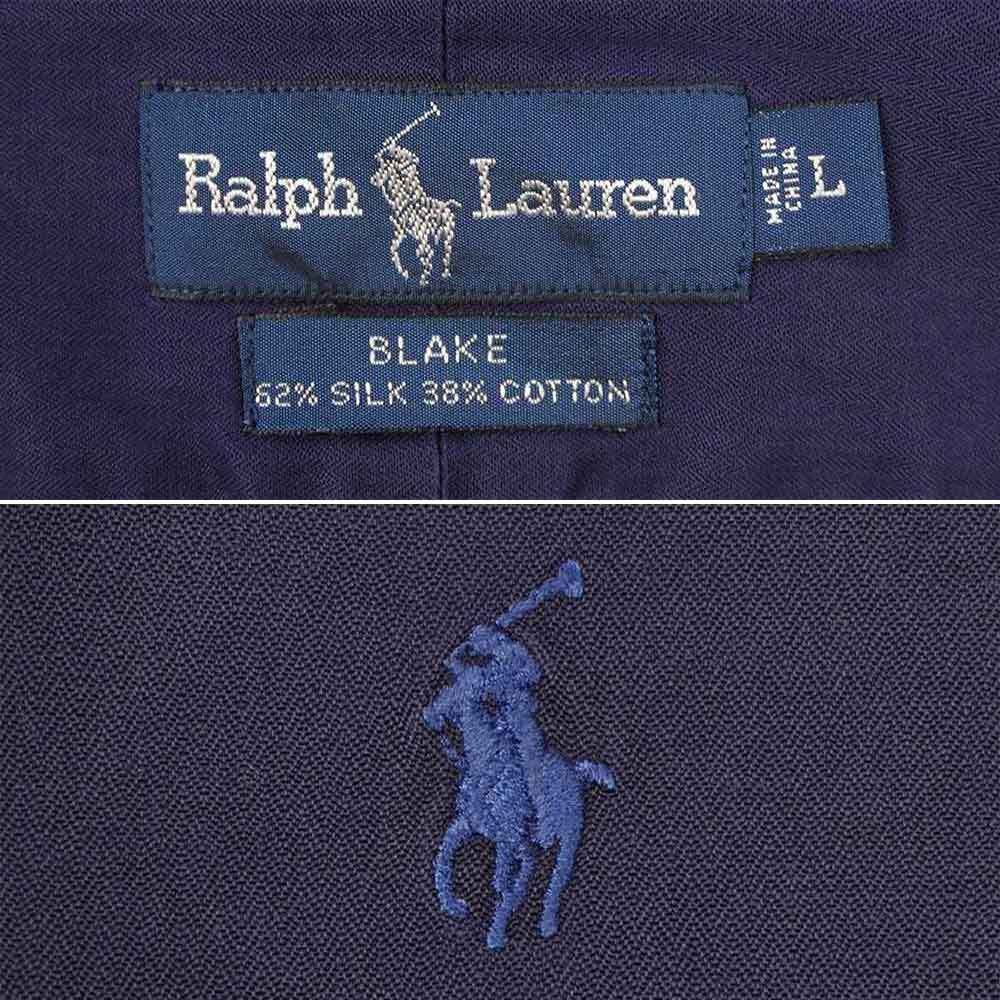 Ralph Lauren
MADE IN
CHINA
L
BLAKE
62% SILK 38% COTTON